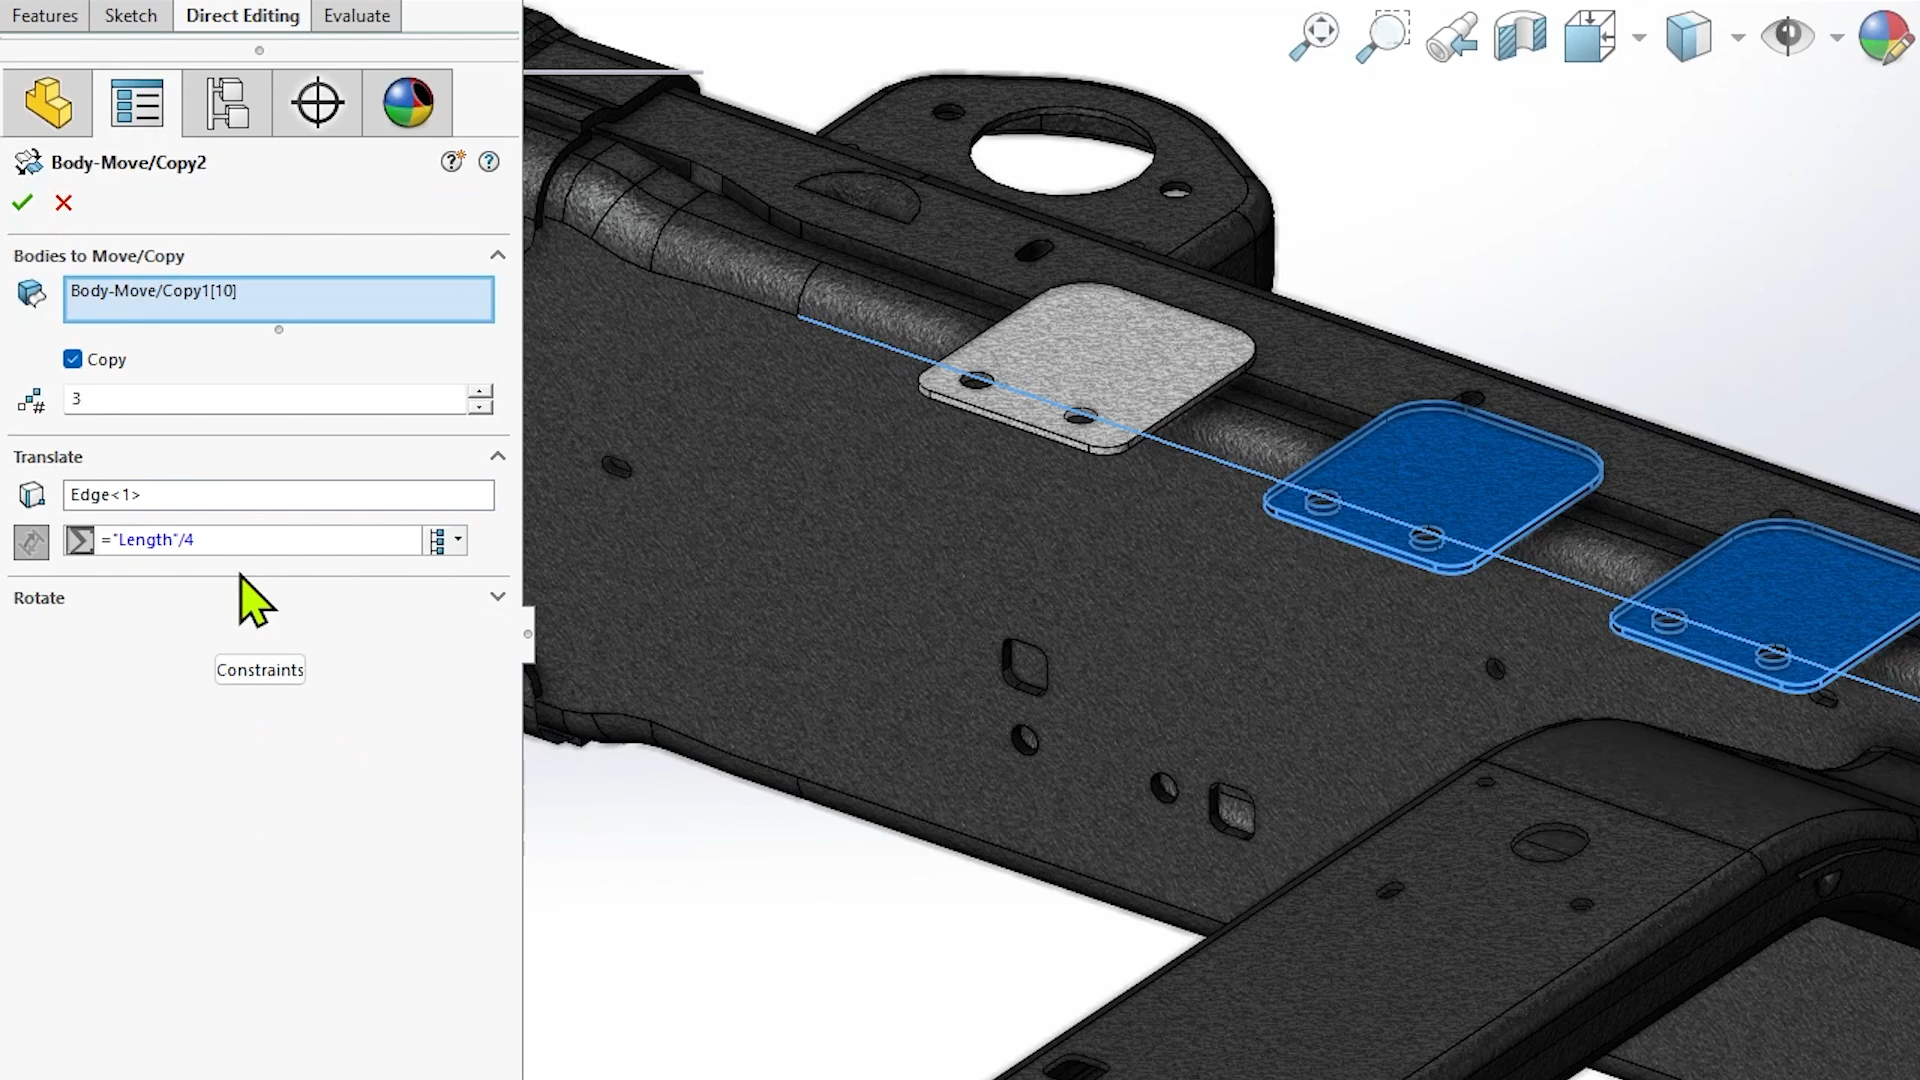 Features Sketch Direct Editing Evaluate
Body-Move/Copy2
Bodies to Move/Copy
Body-Move/Copy1[10]
Copy
3
Translate
Edge<1>
="Length"/4
Rotate
Constraints